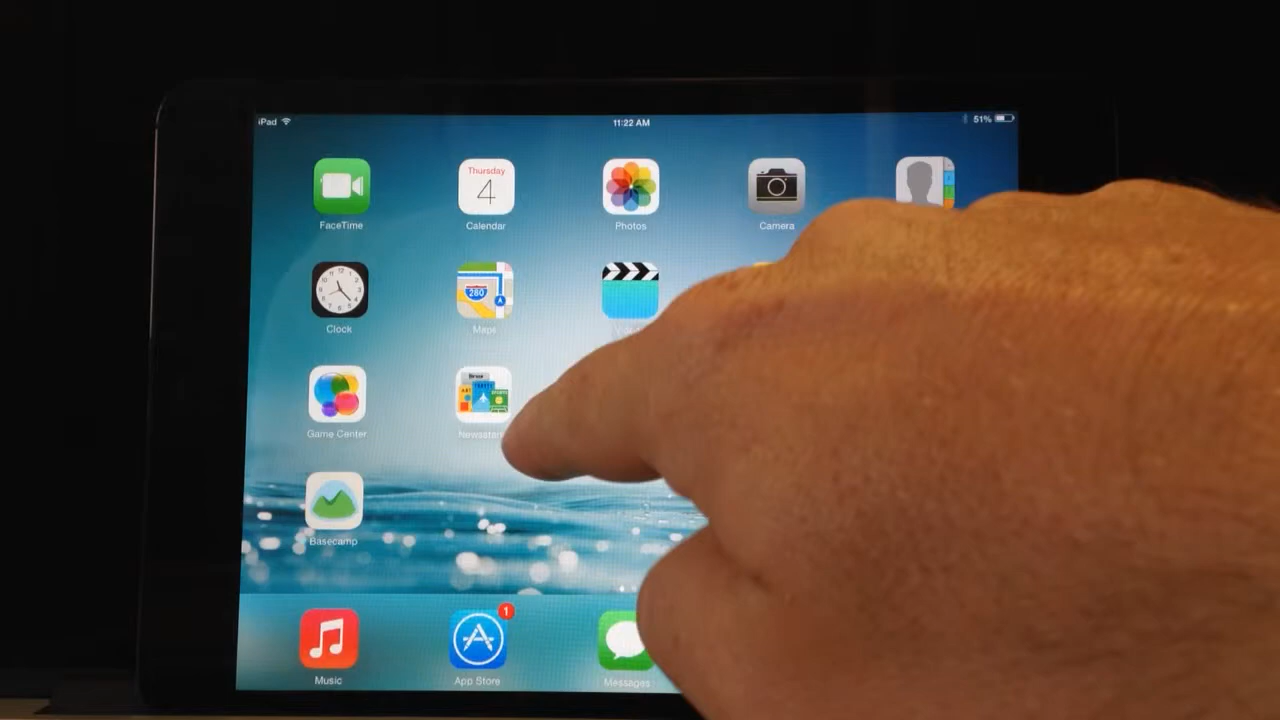 iPad 11:22 AM 51%
Thursday
4
FaceTime Calendar Photos Camera
12
280
Clock Maps
Game Center
Basecamp
1
Music App Store Messages